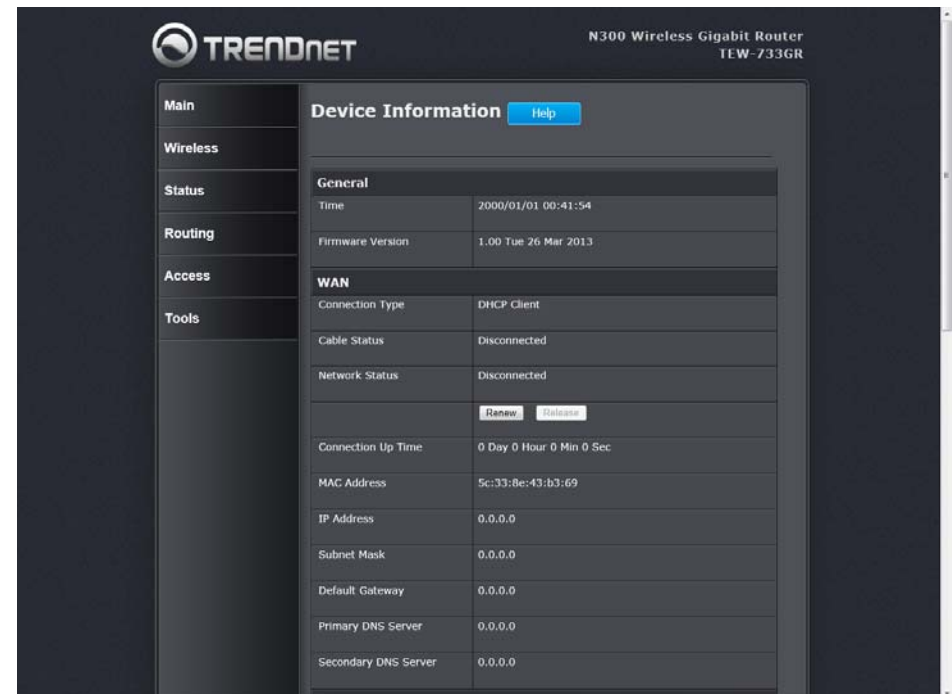 TRENDNET
N300 Wireless Gigabit Router
TEW-733GR
Main
Wireless
Status
Routing
Access
Tools
Device Information Help
General
Time 2000/01/01 00:41:54
Firmware Version 1.00 Tue 26 Mar 2013
WAN
Connection Type DHCP Client
Cable Status Disconnected
Network Status Disconnected
Renew Release
Connection Up Time 0 Day 0 Hour 0 Min 0 Sec
MAC Address 5c:33:8e:43:b3:69
IP Address 0.0.0.0
Subnet Mask 0.0.0.0
Default Gateway 0.0.0.0
Primary DNS Server 0.0.0.0
Secondary DNS Server 0.0.0.0